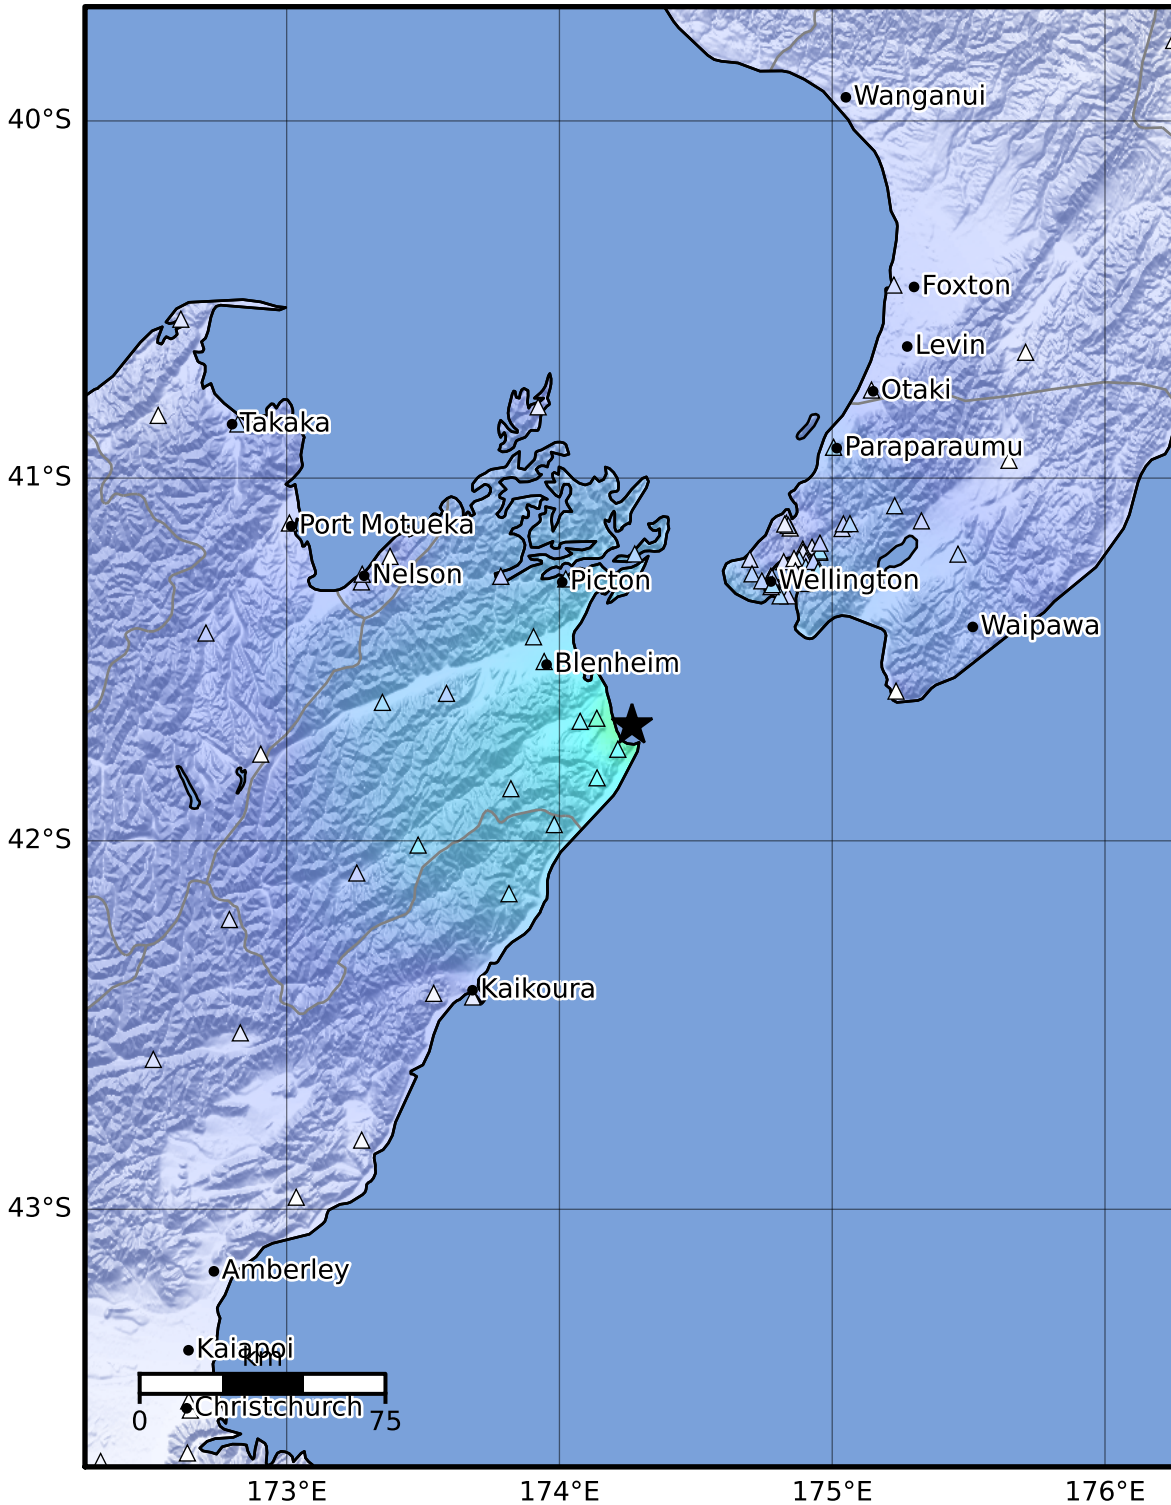 Wanganui
40°S
Foxton
Levin
Otaki
Takaka
Paraparaumu
41°S
Port Motueka
Nelson
Picton
Wellington
Waipawa
Blenheim
42°S
Kaikoura
43°S
Amberley
Kaiapoi
km
Christchurch
0
75
173°E
174°E
175°E
176°E